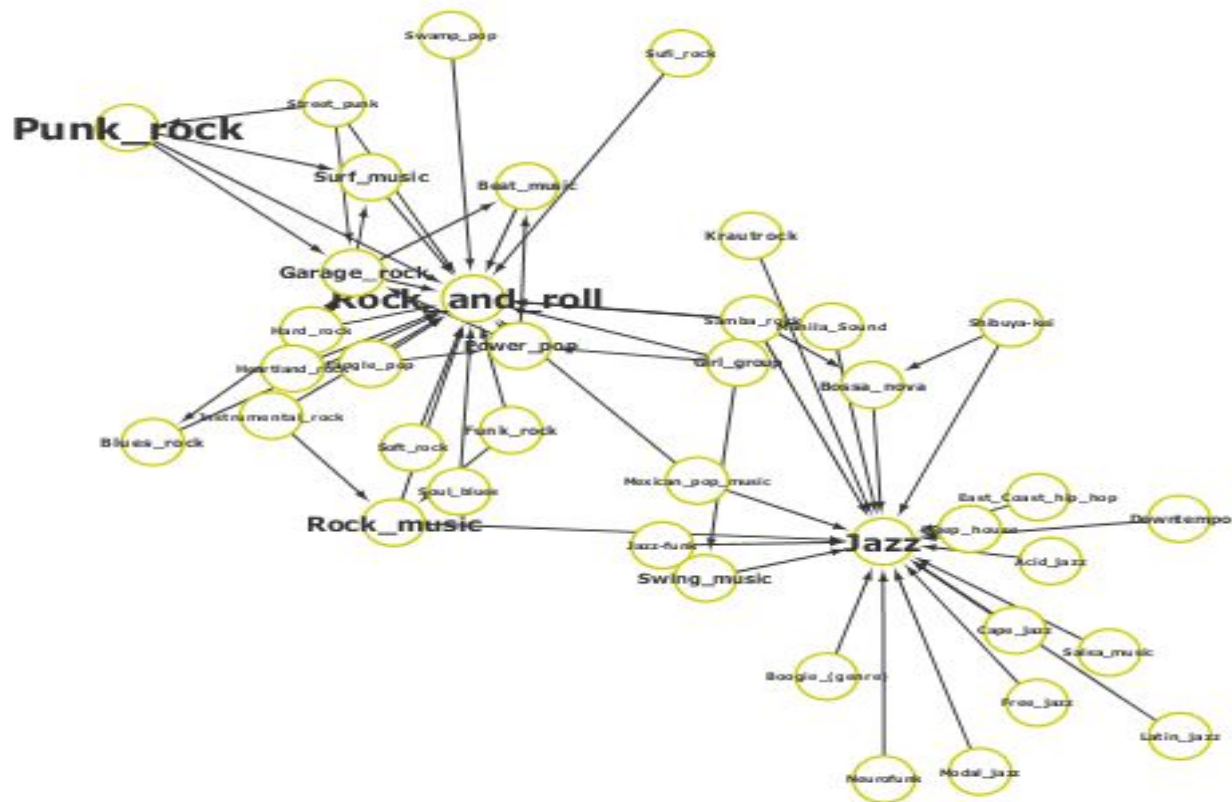 Swamp_pop
Sufi_rock
Street_punk
Punk_rock
Surf_music
Beat_music
Krautrock
Garage_rock
Rock_and_roll
Samba_rock
Manila_Sound
Shibuya-kei
Hard_rock
Power_pop
Girl_group
Heartland_rock
Bossa_nova
Instrumental_rock
Blues_rock
Soft_rock
Funk_rock
Mexican_pop_music
Soul_blues
East_Coast_hip_hop
Rock_music
Downtempo
Deep_house
Jazz-funk
Jazz
Acid_jazz
Swing_music
Cape_jazz
Salsa_music
Boogie_(genre)
Free_jazz
Latin_jazz
Neurofunk
Modal_jazz